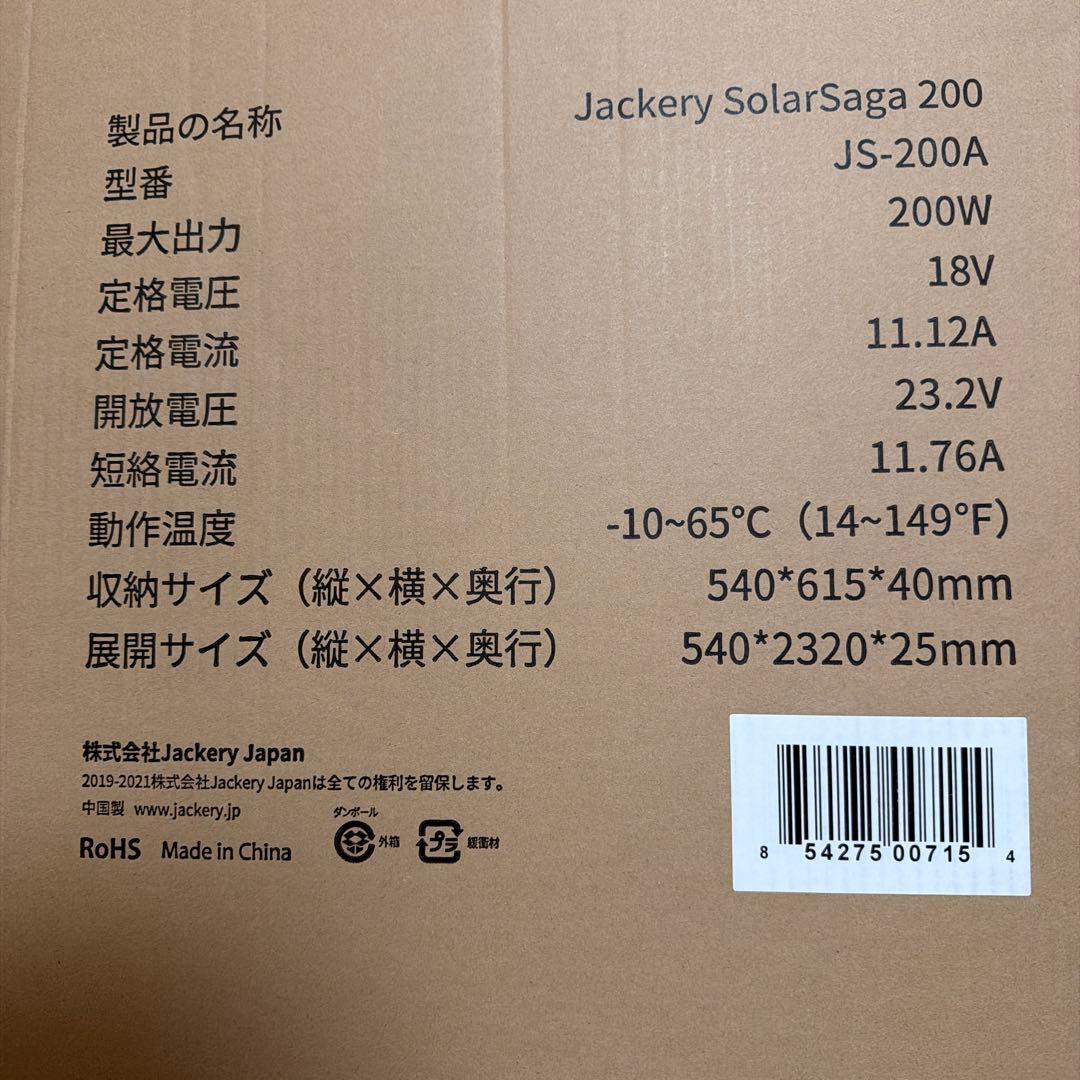 製品の名称 Jackery SolarSaga 200
型番 JS-200A
最大出力 200W
定格電圧 18V
定格電流 11.12A
開放電圧 23.2V
短絡電流 11.76A
動作温度 -10~65℃（14~149℉）
収納サイズ（縦×横×奥行） 540*615*40mm
展開サイズ（縦×横×奥行） 540*2320*25mm
株式会社Jackery Japan
2019-2021株式会社Jackery Japanは全ての権利を留保します。
中国製 www.jackery.jp
ダンボール
RoHS Made in China 外箱 プラ 緩衝材
8 54275 00715 4